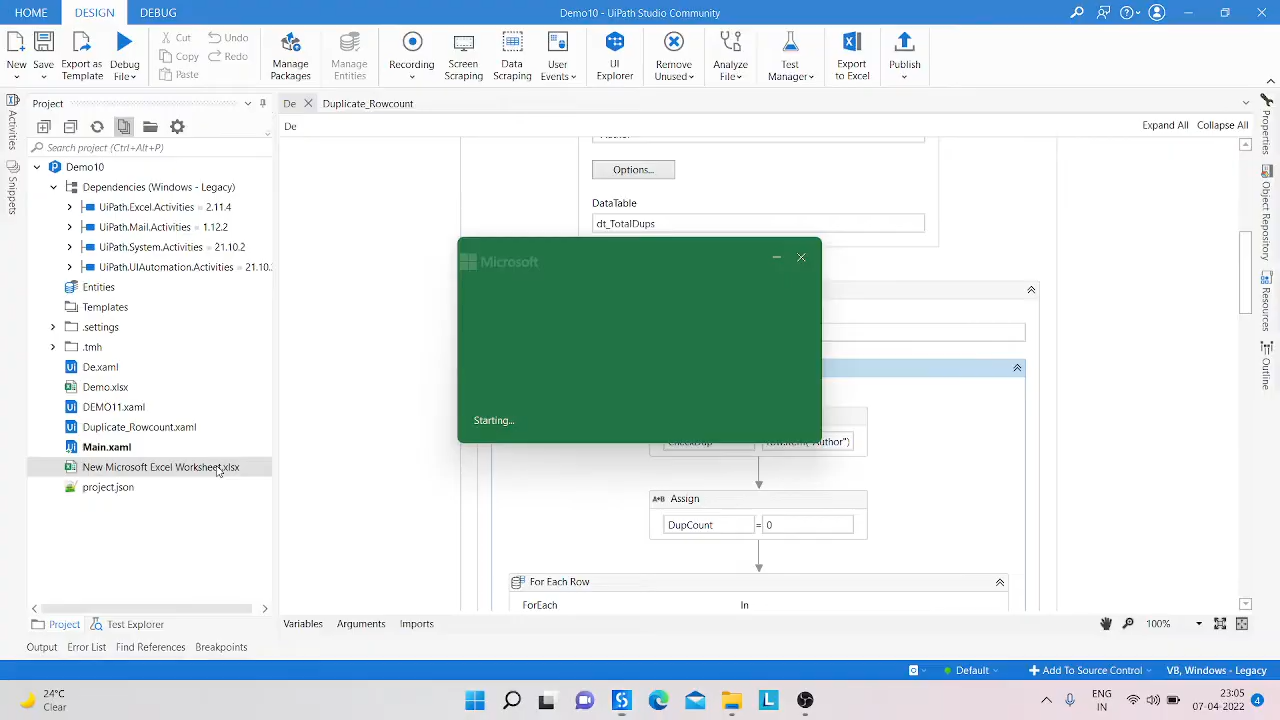 HOME DESIGN DEBUG Demo10 - UiPath Studio Community
New Save Export as Template Debug File Cut Copy Paste Undo Redo Manage Packages Manage Entities Recording Screen Scraping Data Scraping User Events UI Explorer Remove Unused Analyze File Test Manager Export to Excel Publish
Project De Duplicate_Rowcount
De Expand All Collapse All
Search project (Ctrl+Alt+P)
Demo10
Dependencies (Windows - Legacy)
UiPath.Excel.Activities = 2.11.4
UiPath.Mail.Activities = 1.12.2
UiPath.System.Activities = 21.10.2
UiPath.UIAutomation.Activities = 21.10.
Entities
Templates
.settings
.tmh
De.xaml
Demo.xlsx
DEMO11.xaml
Duplicate_Rowcount.xaml
Main.xaml
New Microsoft Excel Worksheet.xlsx
project.json
Activities
Snippets
Options...
DataTable
dt_TotalDups
Microsoft
Starting...
CheckDup row.Item("Author")
A+B Assign
DupCount = 0
For Each Row
ForEach In
Properties
Object Repository
Resources
Outline
Project Test Explorer
Variables Arguments Imports 100%
Output Error List Find References Breakpoints
Default Add To Source Control VB, Windows - Legacy
24°C
Clear
ENG
IN
23:05
07-04-2022
4